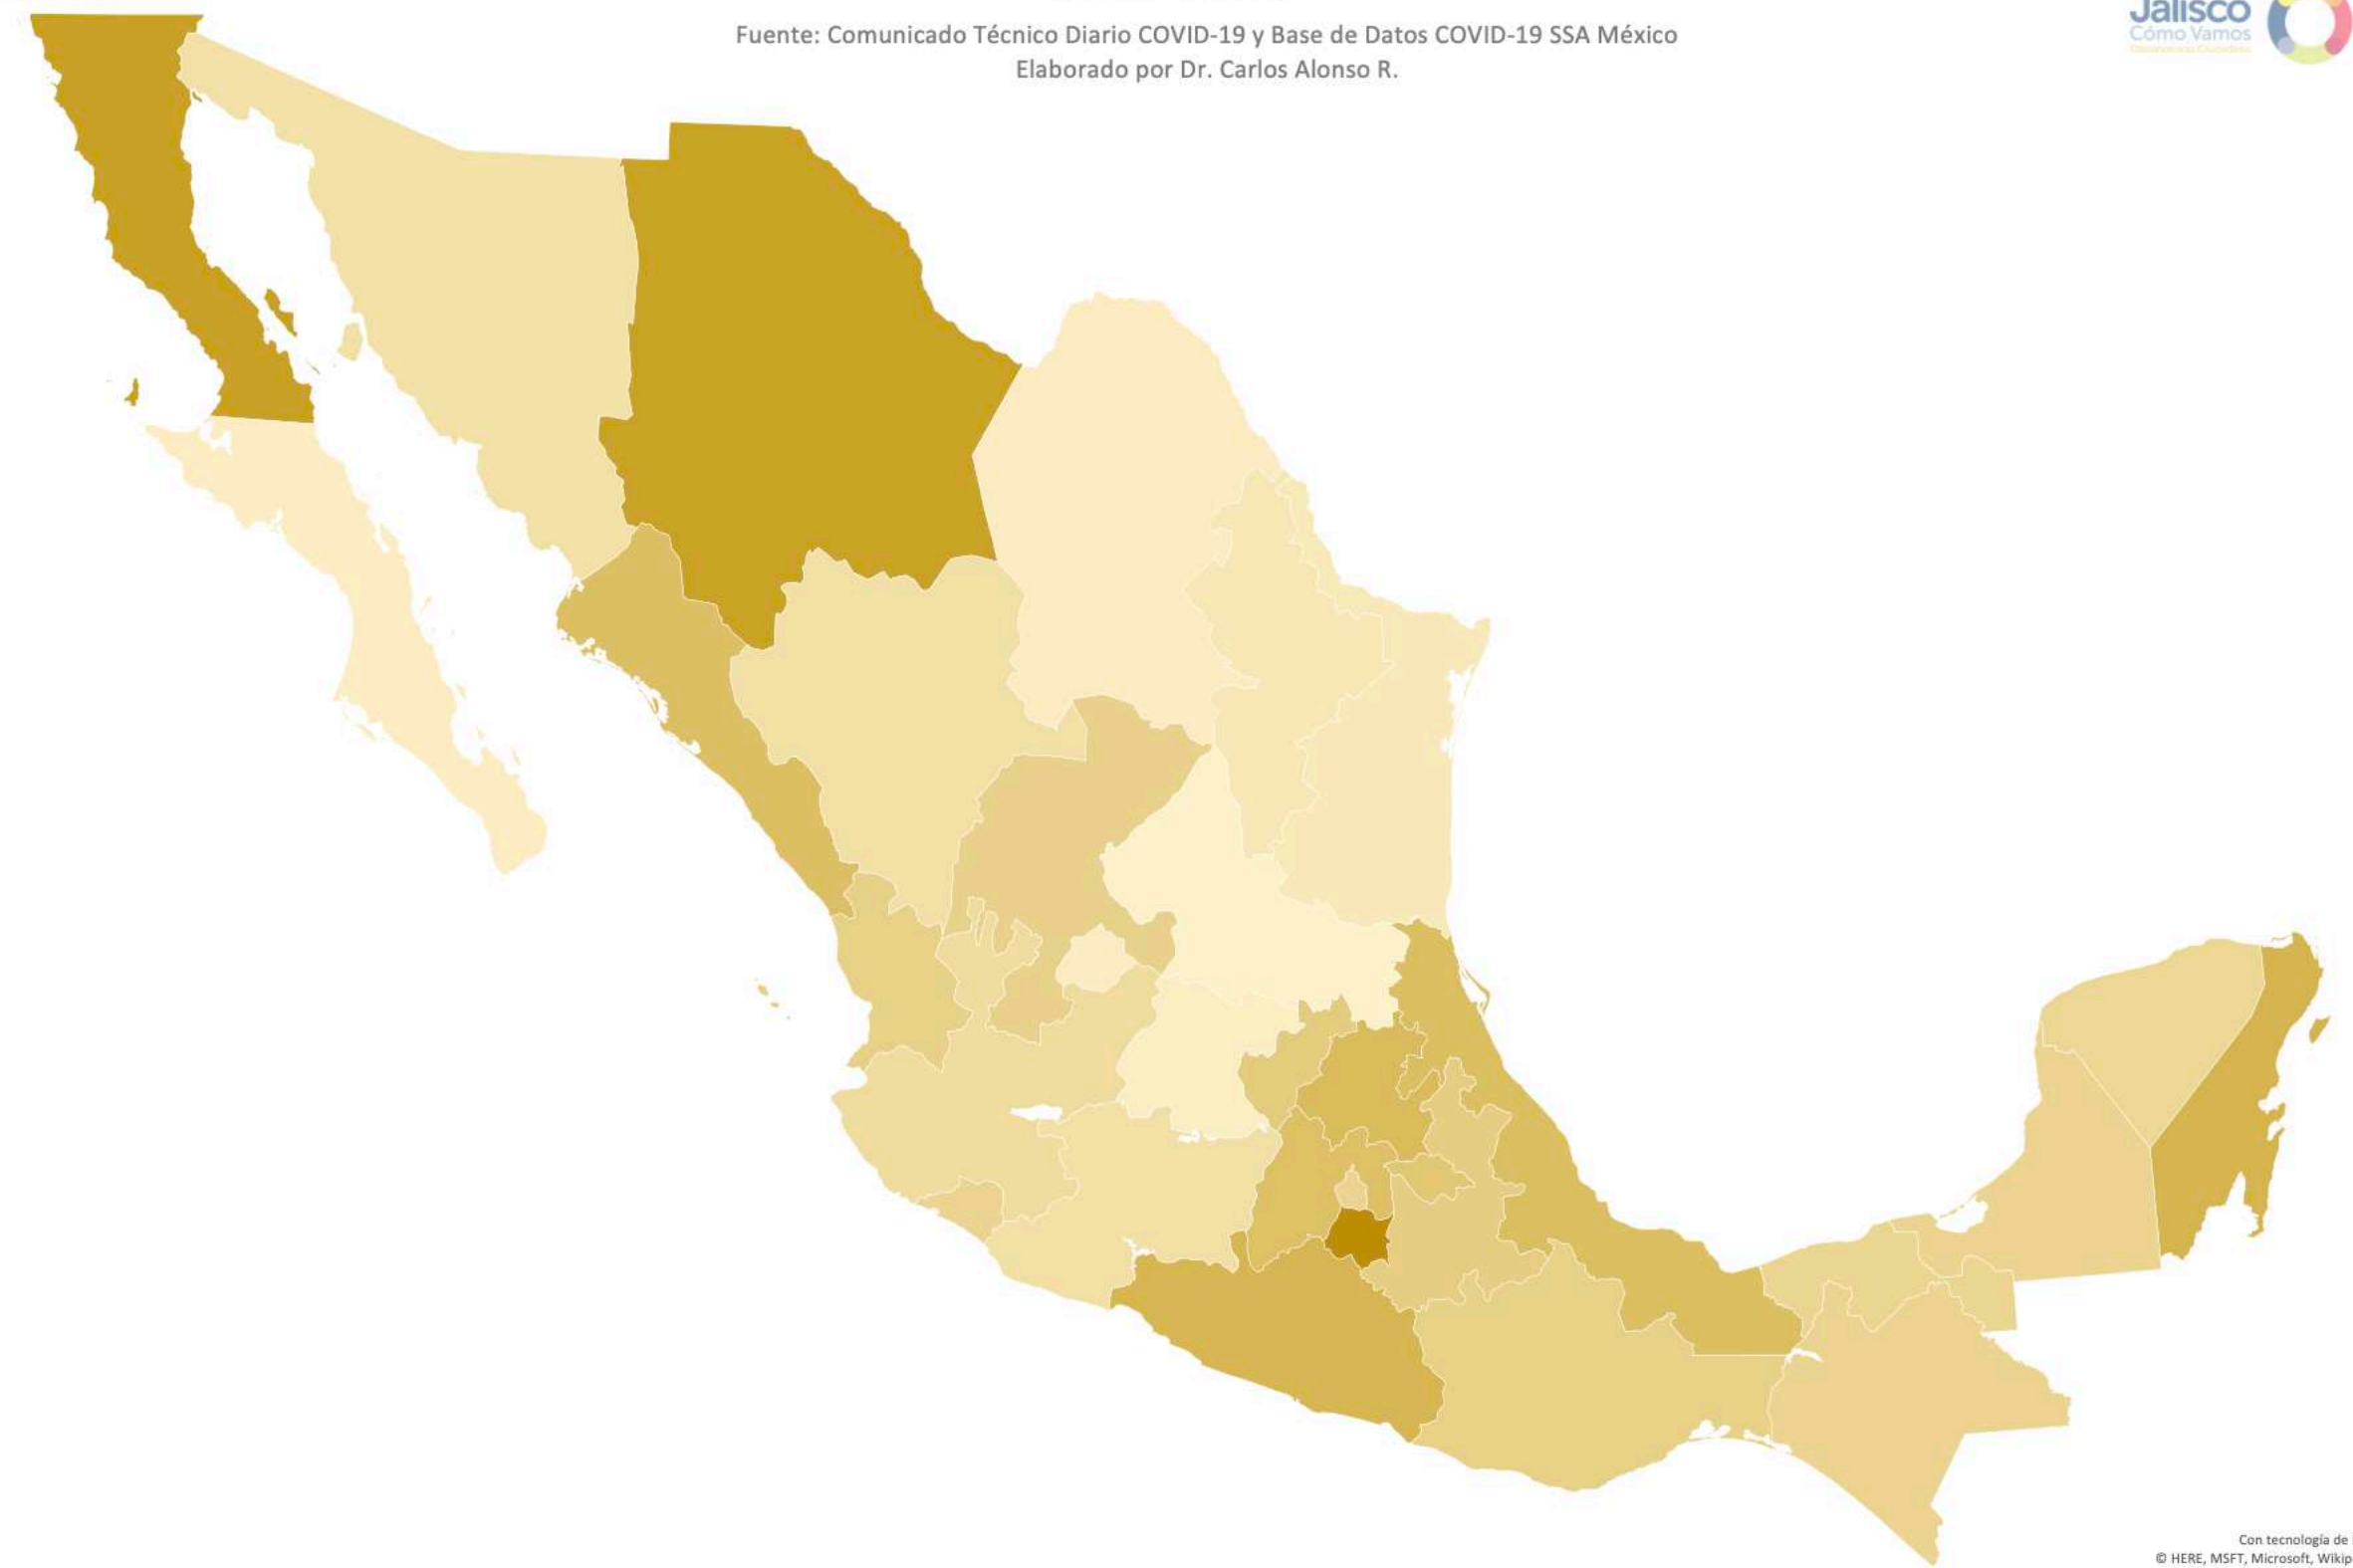 Fuente: Comunicado Técnico Diario COVID-19 y Base de Datos COVID-19 SSA México
Elaborado por Dr. Carlos Alonso R.
Jalisco
Cómo Vamos
Con tecnología de
© HERE, MSFT, Microsoft, Wikip